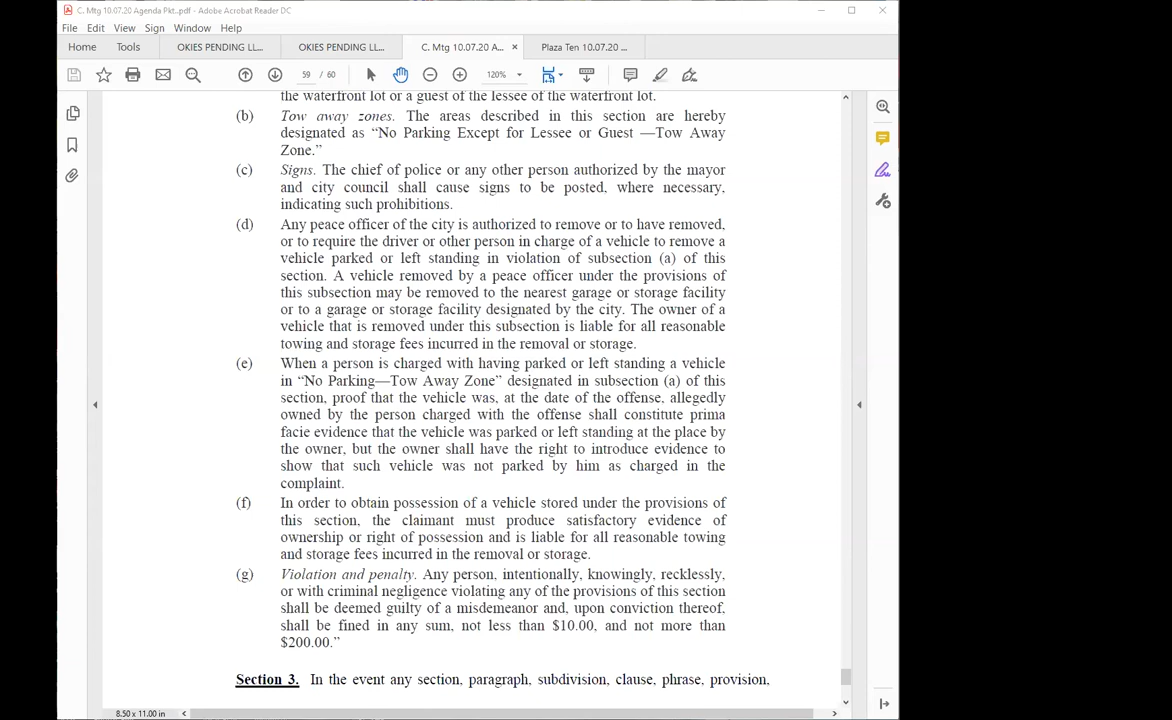 C. Mtg 10.07.20 Agenda Pkt..pdf - Adobe Acrobat Reader DC
File Edit View Sign Window Help
Home Tools OKIES PENDING LL... OKIES PENDING LL... C. Mtg 10.07.20 A... × Plaza Ten 10.07.20 ...
59 / 60 120%
the waterfront lot or a guest of the lessee of the waterfront lot.
(b) Tow away zones. The areas described in this section are hereby
designated as “No Parking Except for Lessee or Guest —Tow Away
Zone.”
(c) Signs. The chief of police or any other person authorized by the mayor
and city council shall cause signs to be posted, where necessary,
indicating such prohibitions.
(d) Any peace officer of the city is authorized to remove or to have removed,
or to require the driver or other person in charge of a vehicle to remove a
vehicle parked or left standing in violation of subsection (a) of this
section. A vehicle removed by a peace officer under the provisions of
this subsection may be removed to the nearest garage or storage facility
or to a garage or storage facility designated by the city. The owner of a
vehicle that is removed under this subsection is liable for all reasonable
towing and storage fees incurred in the removal or storage.
(e) When a person is charged with having parked or left standing a vehicle
in “No Parking—Tow Away Zone” designated in subsection (a) of this
section, proof that the vehicle was, at the date of the offense, allegedly
owned by the person charged with the offense shall constitute prima
facie evidence that the vehicle was parked or left standing at the place by
the owner, but the owner shall have the right to introduce evidence to
show that such vehicle was not parked by him as charged in the
complaint.
(f) In order to obtain possession of a vehicle stored under the provisions of
this section, the claimant must produce satisfactory evidence of
ownership or right of possession and is liable for all reasonable towing
and storage fees incurred in the removal or storage.
(g) Violation and penalty. Any person, intentionally, knowingly, recklessly,
or with criminal negligence violating any of the provisions of this section
shall be deemed guilty of a misdemeanor and, upon conviction thereof,
shall be fined in any sum, not less than $10.00, and not more than
$200.00.”
Section 3. In the event any section, paragraph, subdivision, clause, phrase, provision,
8.50 x 11.00 in